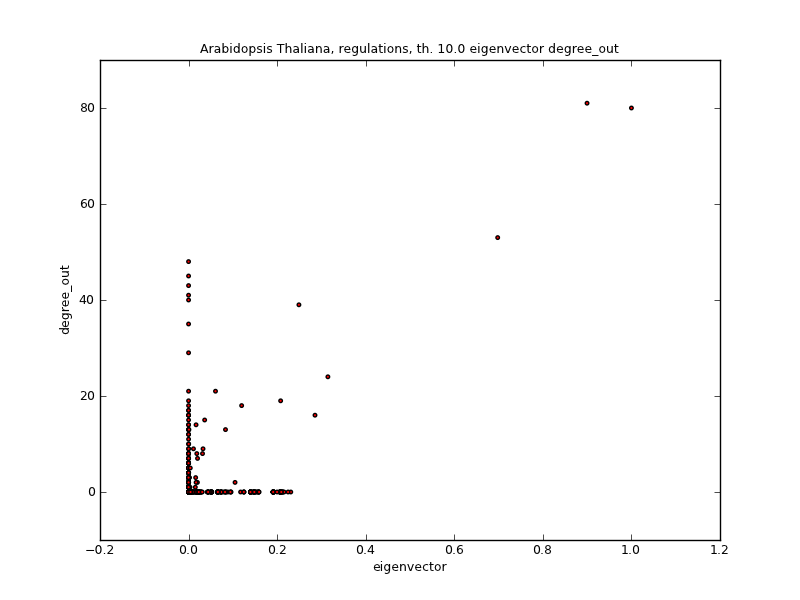 Arabidopsis Thaliana, regulations, th. 10.0 eigenvector degree_out
80
60
40
20
0
degree_out
−0.2 0.0 0.2 0.4 0.6 0.8 1.0 1.2
eigenvector